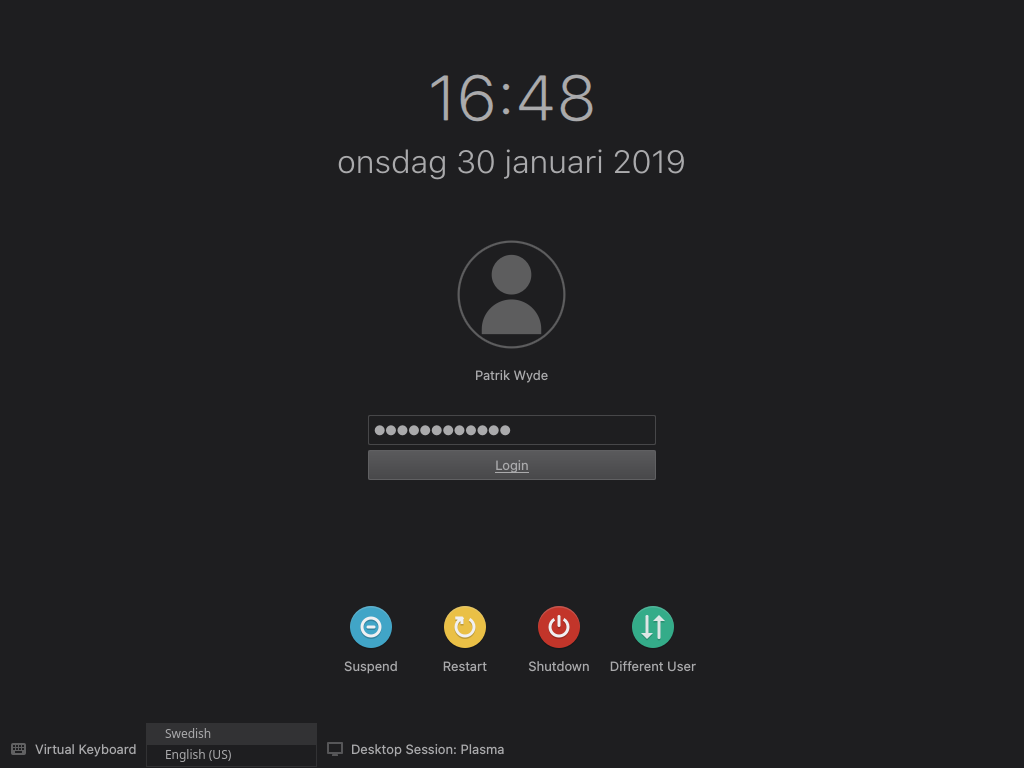 16:48
onsdag 30 januari 2019
Patrik Wyde
Login
Suspend
Restart
Shutdown
Different User
Virtual Keyboard
Swedish
English (US)
Desktop Session: Plasma